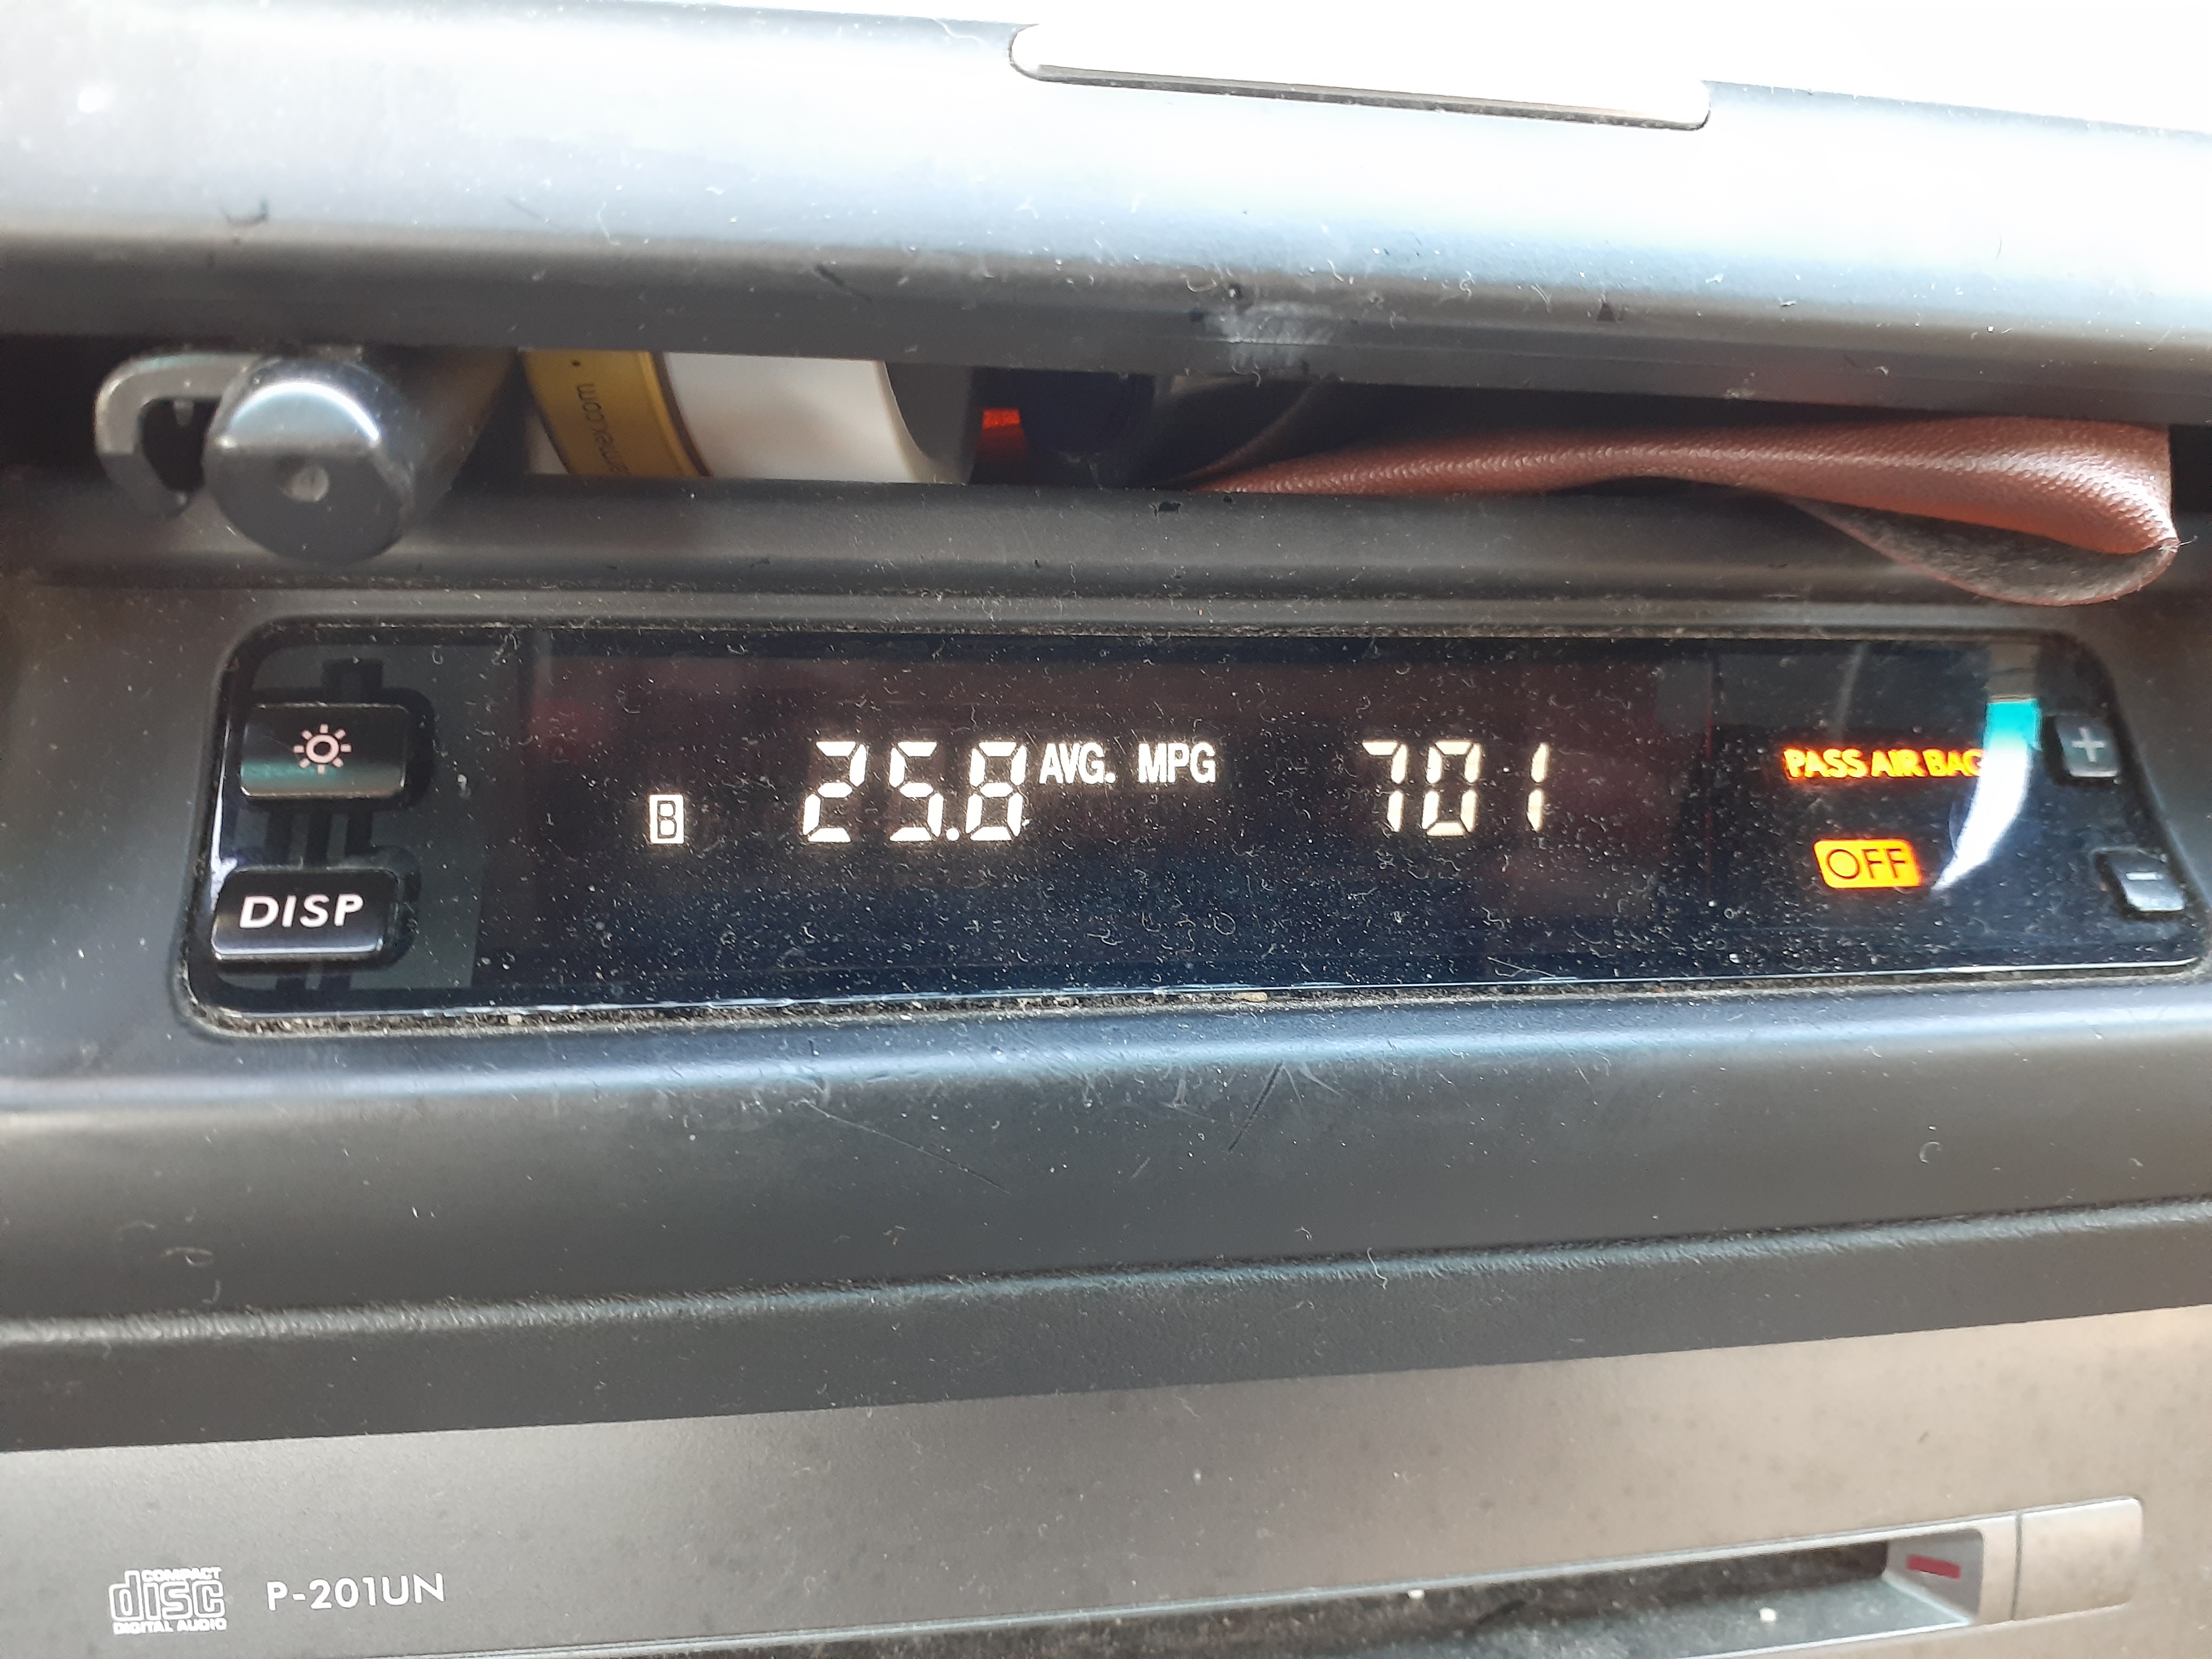 B 25.8 AVG. MPG 701
PASS AIR BAG
OFF
DISP
+
-
COMPACT
disc
DIGITAL AUDIO
P-201UN